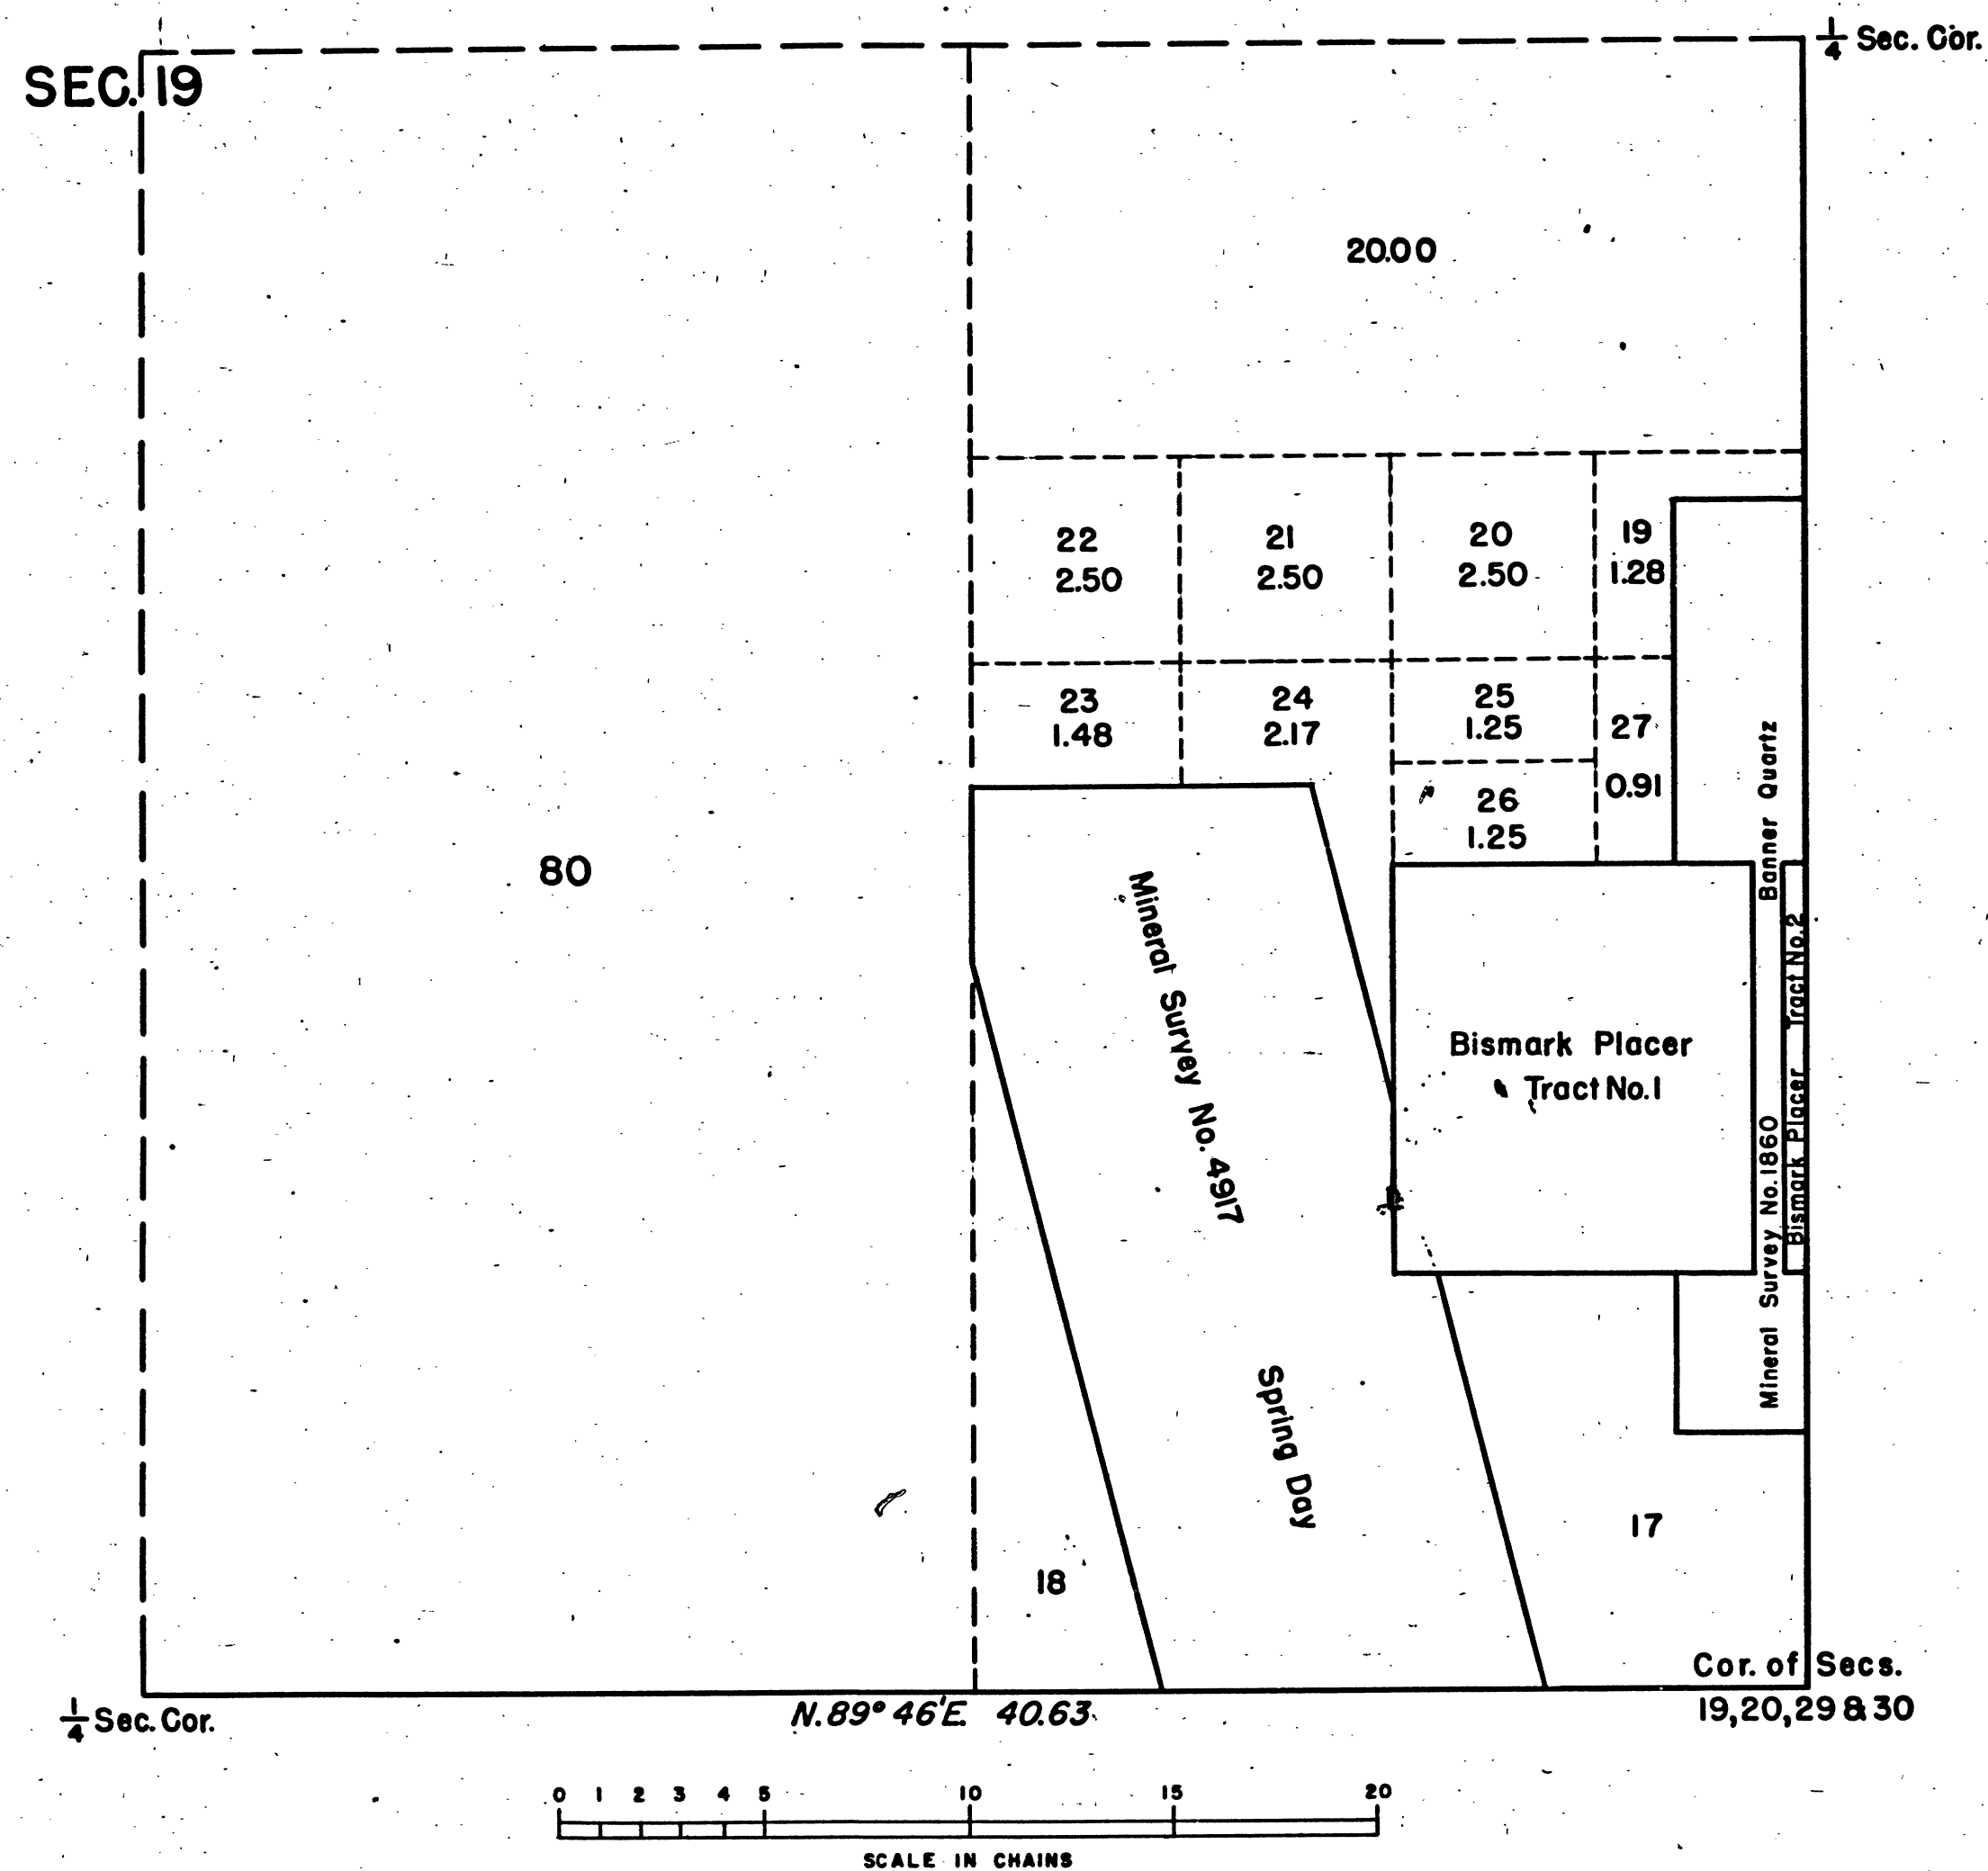 1/4 Sec. Cor.
SEC. 19
20.00
22
2.50
21
2.50
20
2.50
19
1.28
23
1.48
24
2.17
25
1.25
27
0.91
26
1.25
80
Mineral Survey No. 4917
Spring Day
Bismark Placer
Tract No. 1
Banner Quartz
Mineral Survey No. 1860
Bismark Placer Tract No. 2
18
17
Cor. of Secs.
19, 20, 29 & 30
1/4 Sec. Cor.
N. 89° 46' E. 40.63
0 1 2 3 4 5 10 15 20
SCALE IN CHAINS